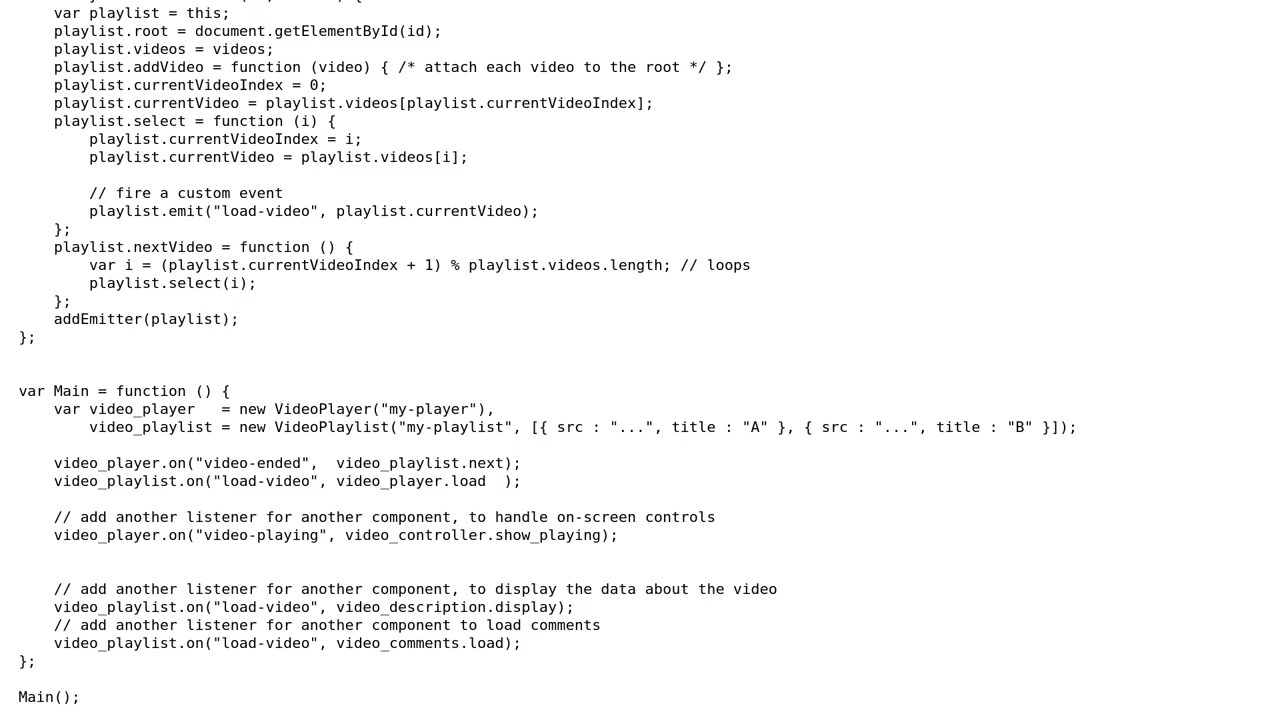 var playlist = this;
playlist.root = document.getElementById(id);
playlist.videos = videos;
playlist.addVideo = function (video) { /* attach each video to the root */ };
playlist.currentVideoIndex = 0;
playlist.currentVideo = playlist.videos[playlist.currentVideoIndex];
playlist.select = function (i) {
playlist.currentVideoIndex = i;
playlist.currentVideo = playlist.videos[i];
// fire a custom event
playlist.emit("load-video", playlist.currentVideo);
};
playlist.nextVideo = function () {
var i = (playlist.currentVideoIndex + 1) % playlist.videos.length; // loops
playlist.select(i);
};
addEmitter(playlist);
};
var Main = function () {
var video_player   = new VideoPlayer("my-player"),
video_playlist = new VideoPlaylist("my-playlist", [{ src : "...", title : "A" }, { src : "...", title : "B" }]);
video_player.on("video-ended",  video_playlist.next);
video_playlist.on("load-video", video_player.load  );
// add another listener for another component, to handle on-screen controls
video_player.on("video-playing", video_controller.show_playing);
// add another listener for another component, to display the data about the video
video_playlist.on("load-video", video_description.display);
// add another listener for another component to load comments
video_playlist.on("load-video", video_comments.load);
};
Main();